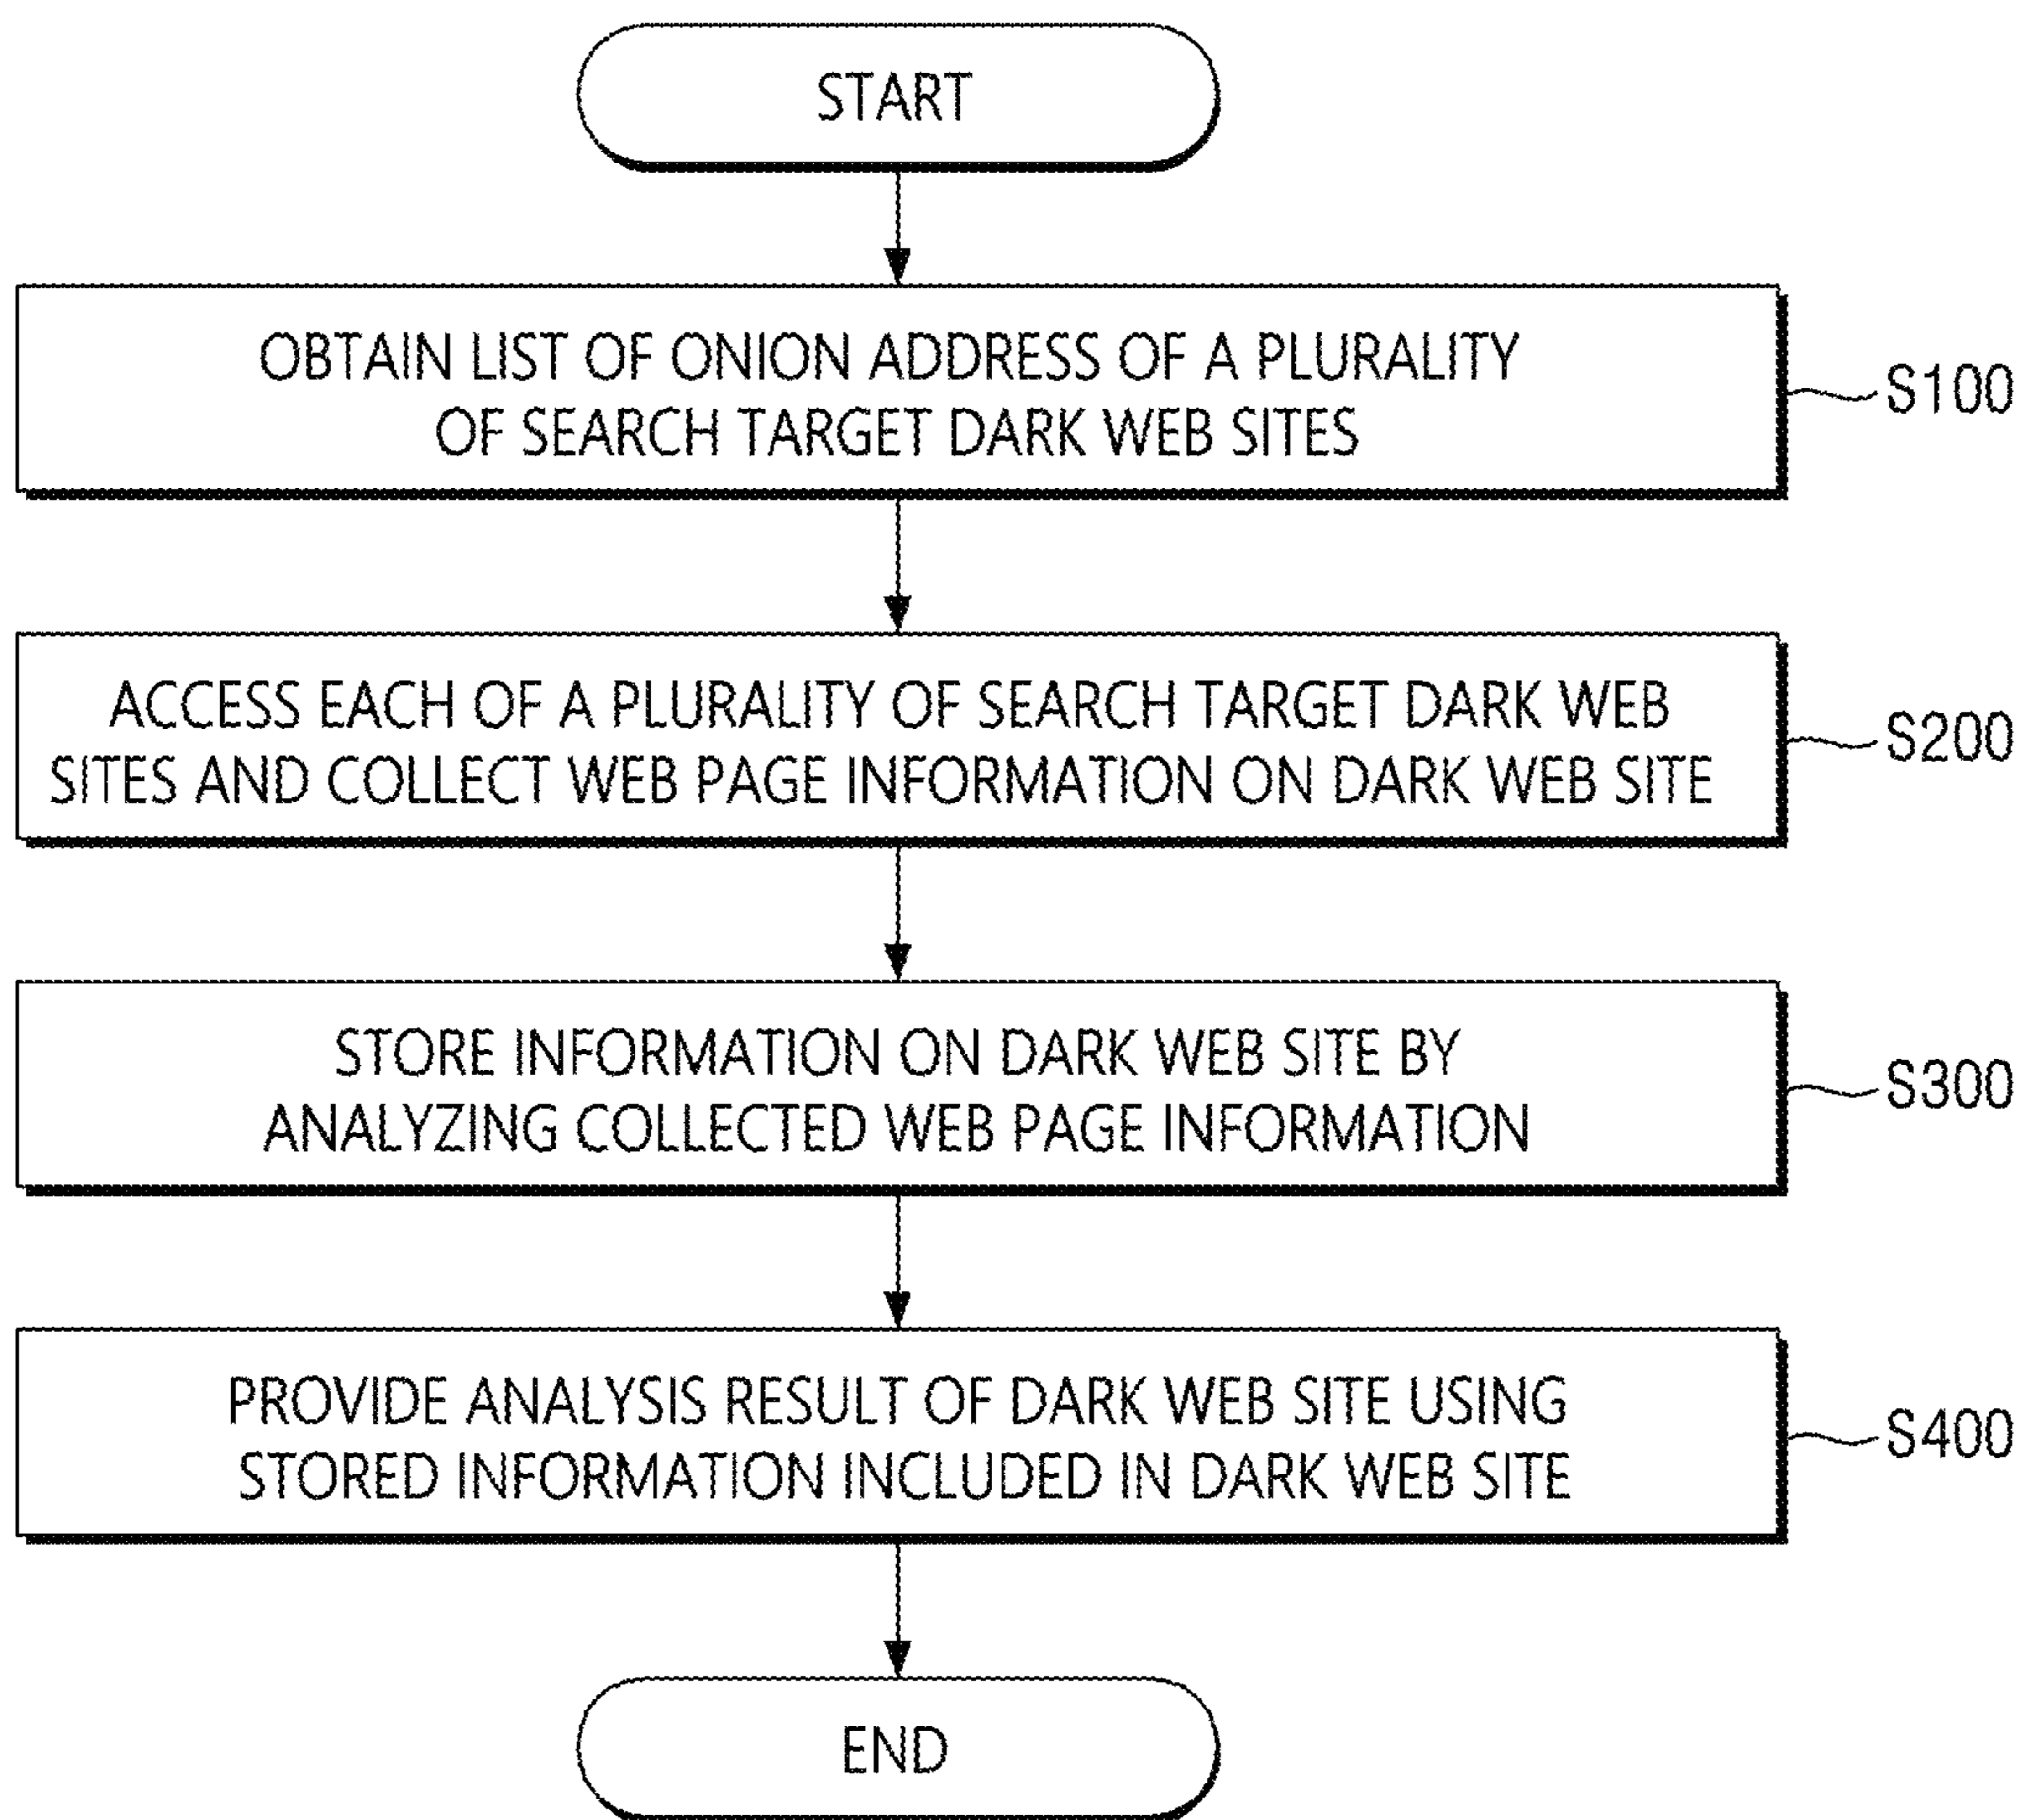 START
OBTAIN LIST OF ONION ADDRESS OF A PLURALITY
OF SEARCH TARGET DARK WEB SITES
S100
ACCESS EACH OF A PLURALITY OF SEARCH TARGET DARK WEB
SITES AND COLLECT WEB PAGE INFORMATION ON DARK WEB SITE
S200
STORE INFORMATION ON DARK WEB SITE BY
ANALYZING COLLECTED WEB PAGE INFORMATION
S300
PROVIDE ANALYSIS RESULT OF DARK WEB SITE USING
STORED INFORMATION INCLUDED IN DARK WEB SITE
S400
END